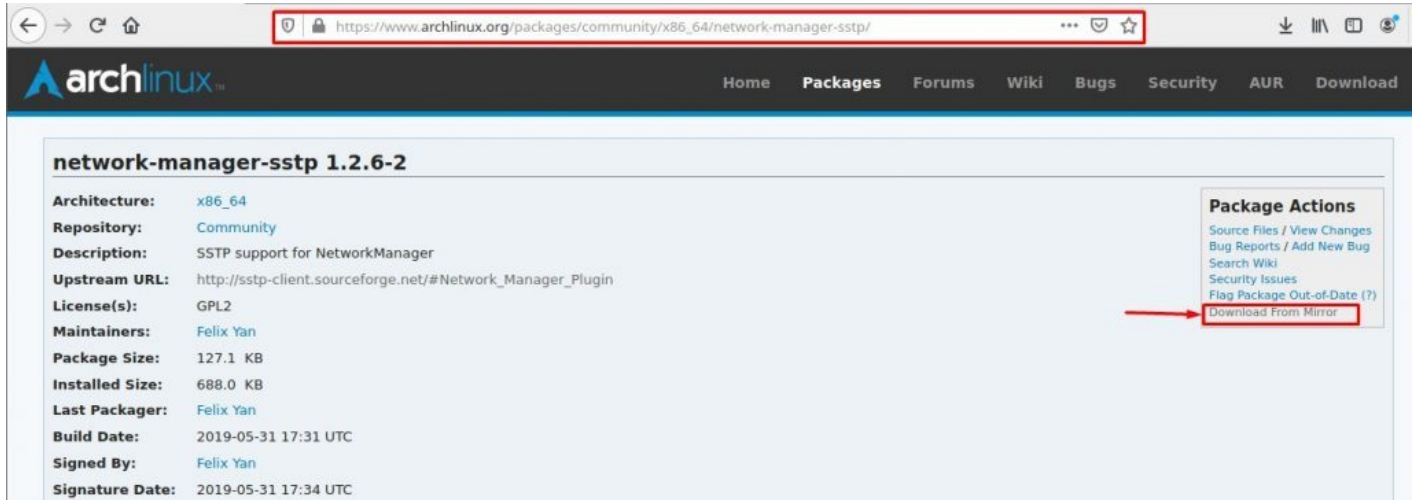 https://www.archlinux.org/packages/community/x86_64/network-manager-sstp/
archlinux™
Home Packages Forums Wiki Bugs Security AUR Download
network-manager-sstp 1.2.6-2
Architecture: x86_64
Repository: Community
Description: SSTP support for NetworkManager
Upstream URL: http://sstp-client.sourceforge.net/#Network_Manager_Plugin
License(s): GPL2
Maintainers: Felix Yan
Package Size: 127.1 KB
Installed Size: 688.0 KB
Last Packager: Felix Yan
Build Date: 2019-05-31 17:31 UTC
Signed By: Felix Yan
Signature Date: 2019-05-31 17:34 UTC
Package Actions
Source Files / View Changes
Bug Reports / Add New Bug
Search Wiki
Security Issues
Flag Package Out-of-Date (?)
Download From Mirror